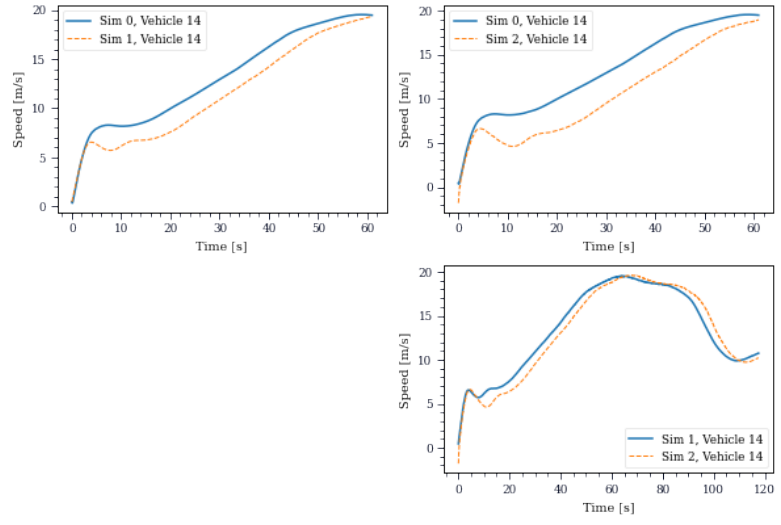 Sim 0, Vehicle 14
Sim 1, Vehicle 14
Speed [m/s]
20
15
10
5
0
0 10 20 30 40 50 60
Time [s]
Sim 0, Vehicle 14
Sim 2, Vehicle 14
Speed [m/s]
20
15
10
5
0
0 10 20 30 40 50 60
Time [s]
Speed [m/s]
20
15
10
5
0
Sim 1, Vehicle 14
Sim 2, Vehicle 14
0 20 40 60 80 100 120
Time [s]